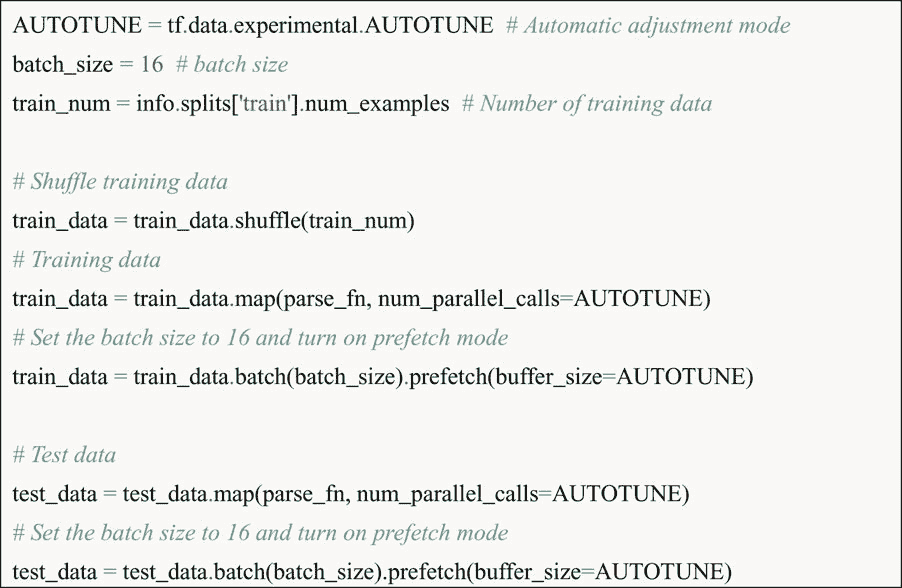 AUTOTUNE = tf.data.experimental.AUTOTUNE # Automatic adjustment mode
batch_size = 16 # batch size
train_num = info.splits['train'].num_examples # Number of training data
# Shuffle training data
train_data = train_data.shuffle(train_num)
# Training data
train_data = train_data.map(parse_fn, num_parallel_calls=AUTOTUNE)
# Set the batch size to 16 and turn on prefetch mode
train_data = train_data.batch(batch_size).prefetch(buffer_size=AUTOTUNE)
# Test data
test_data = test_data.map(parse_fn, num_parallel_calls=AUTOTUNE)
# Set the batch size to 16 and turn on prefetch mode
test_data = test_data.batch(batch_size).prefetch(buffer_size=AUTOTUNE)